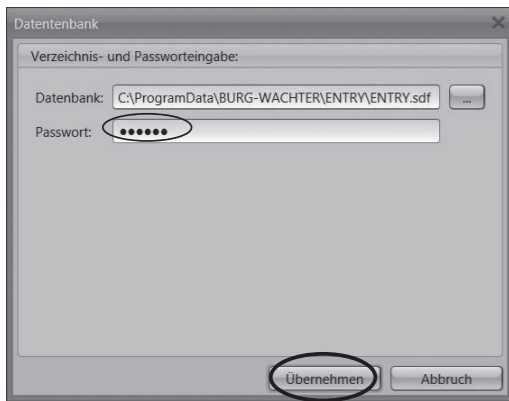 Datentenbank
Verzeichnis- und Passworteingabe:
Datenbank: C:\ProgramData\BURG-WACHTER\ENTRY\ENTRY.sdf ...
Passwort: ●●●●●●
Übernehmen Abbruch